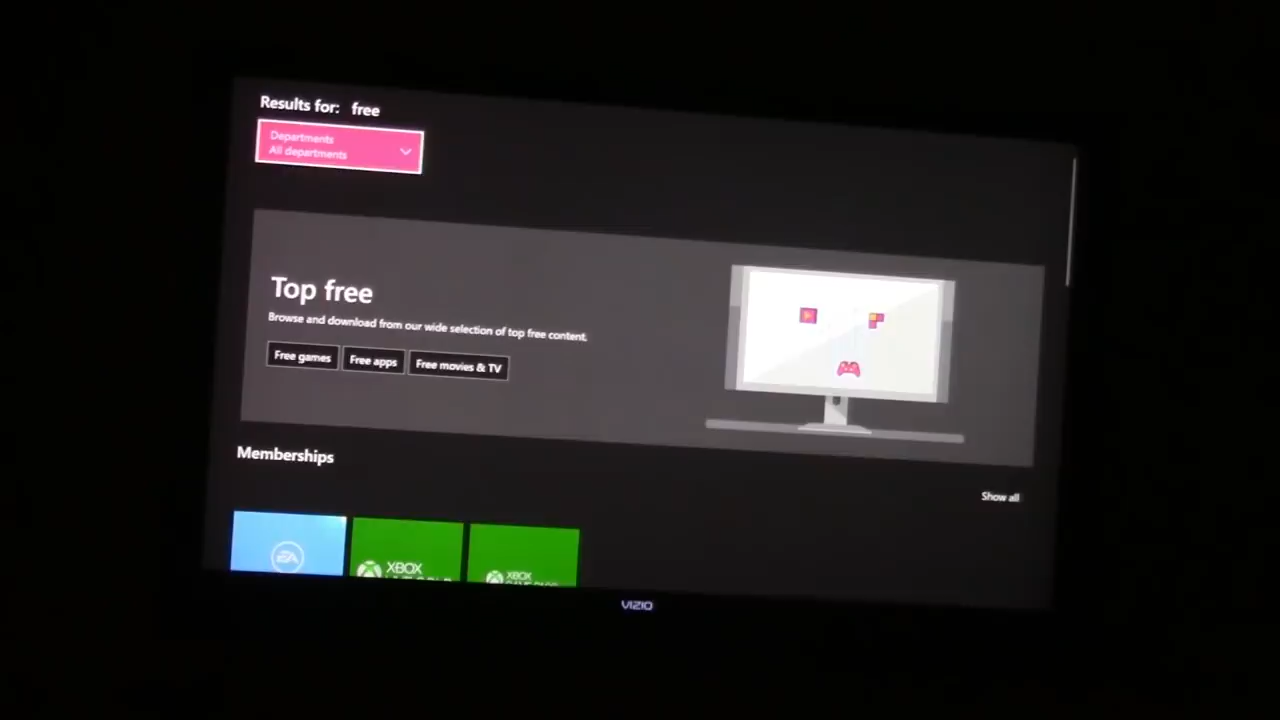 Results for: free
Departments
All departments
Top free
Browse and download from our wide selection of top free content.
Free games
Free apps
Free movies & TV
Memberships
Show all
EA
XBOX
XBOX
VIZIO